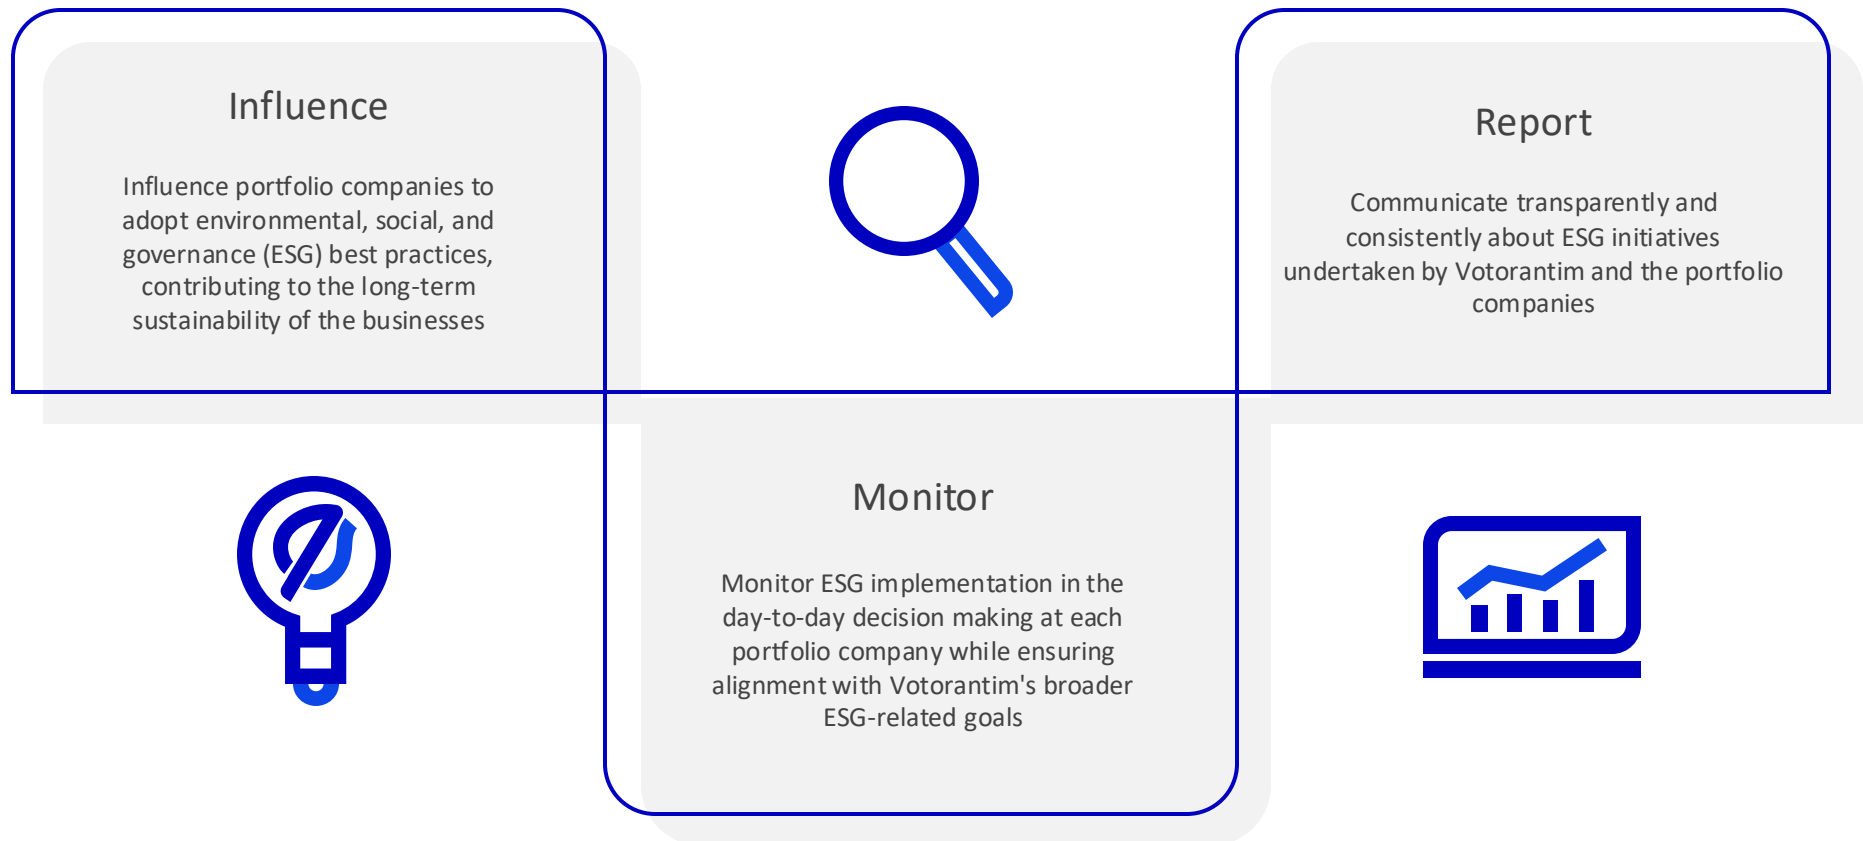 Influence
Influence portfolio companies to
adopt environmental, social, and
governance (ESG) best practices,
contributing to the long-term
sustainability of the businesses
Monitor
Monitor ESG implementation in the
day-to-day decision making at each
portfolio company while ensuring
alignment with Votorantim's broader
ESG-related goals
Report
Communicate transparently and
consistently about ESG initiatives
undertaken by Votorantim and the portfolio
companies